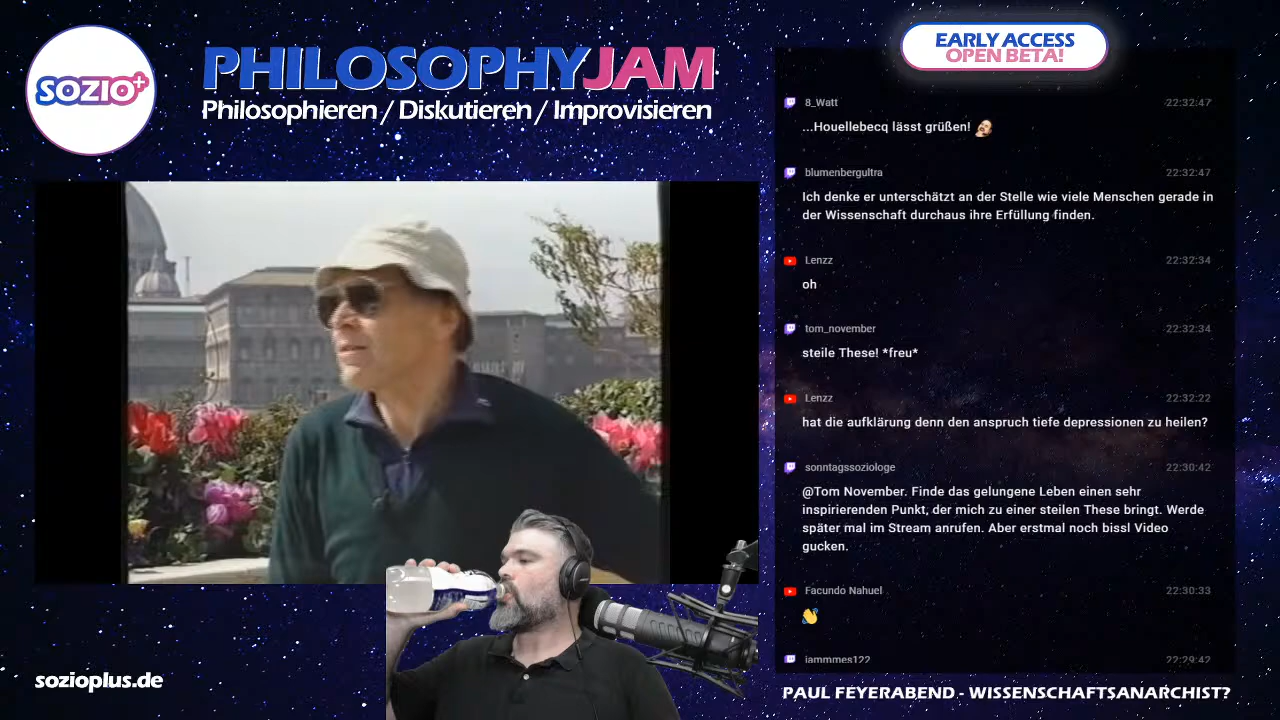 SOZIO+
PHILOSOPHYJAM
Philosophieren / Diskutieren / Improvisieren
EARLY ACCESS
OPEN BETA!
8_Watt 22:32:47
...Houellebecq lässt grüßen!
blumenbergultra 22:32:47
Ich denke er unterschätzt an der Stelle wie viele Menschen gerade in
der Wissenschaft durchaus ihre Erfüllung finden.
Lenzz 22:32:34
oh
tom_november 22:32:34
steile These! *freu*
Lenzz 22:32:22
hat die aufklärung denn den anspruch tiefe depressionen zu heilen?
sonntagssoziologe 22:30:42
@Tom November. Finde das gelungene Leben einen sehr
inspirierenden Punkt, der mich zu einer steilen These bringt. Werde
später mal im Stream anrufen. Aber erstmal noch bissl Video
gucken.
Facundo Nahuel 22:30:33
iammmes122 22:29:42
sozioplus.de
PAUL FEYERABEND - WISSENSCHAFTSANARCHIST?